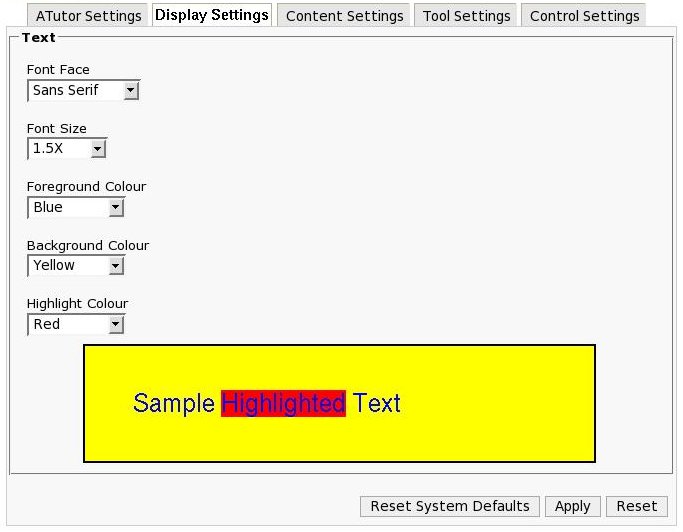 ATutor Settings Display Settings Content Settings Tool Settings Control Settings
Text
Font Face
Sans Serif
Font Size
1.5X
Foreground Colour
Blue
Background Colour
Yellow
Highlight Colour
Red
Sample Highlighted Text
Reset System Defaults Apply Reset